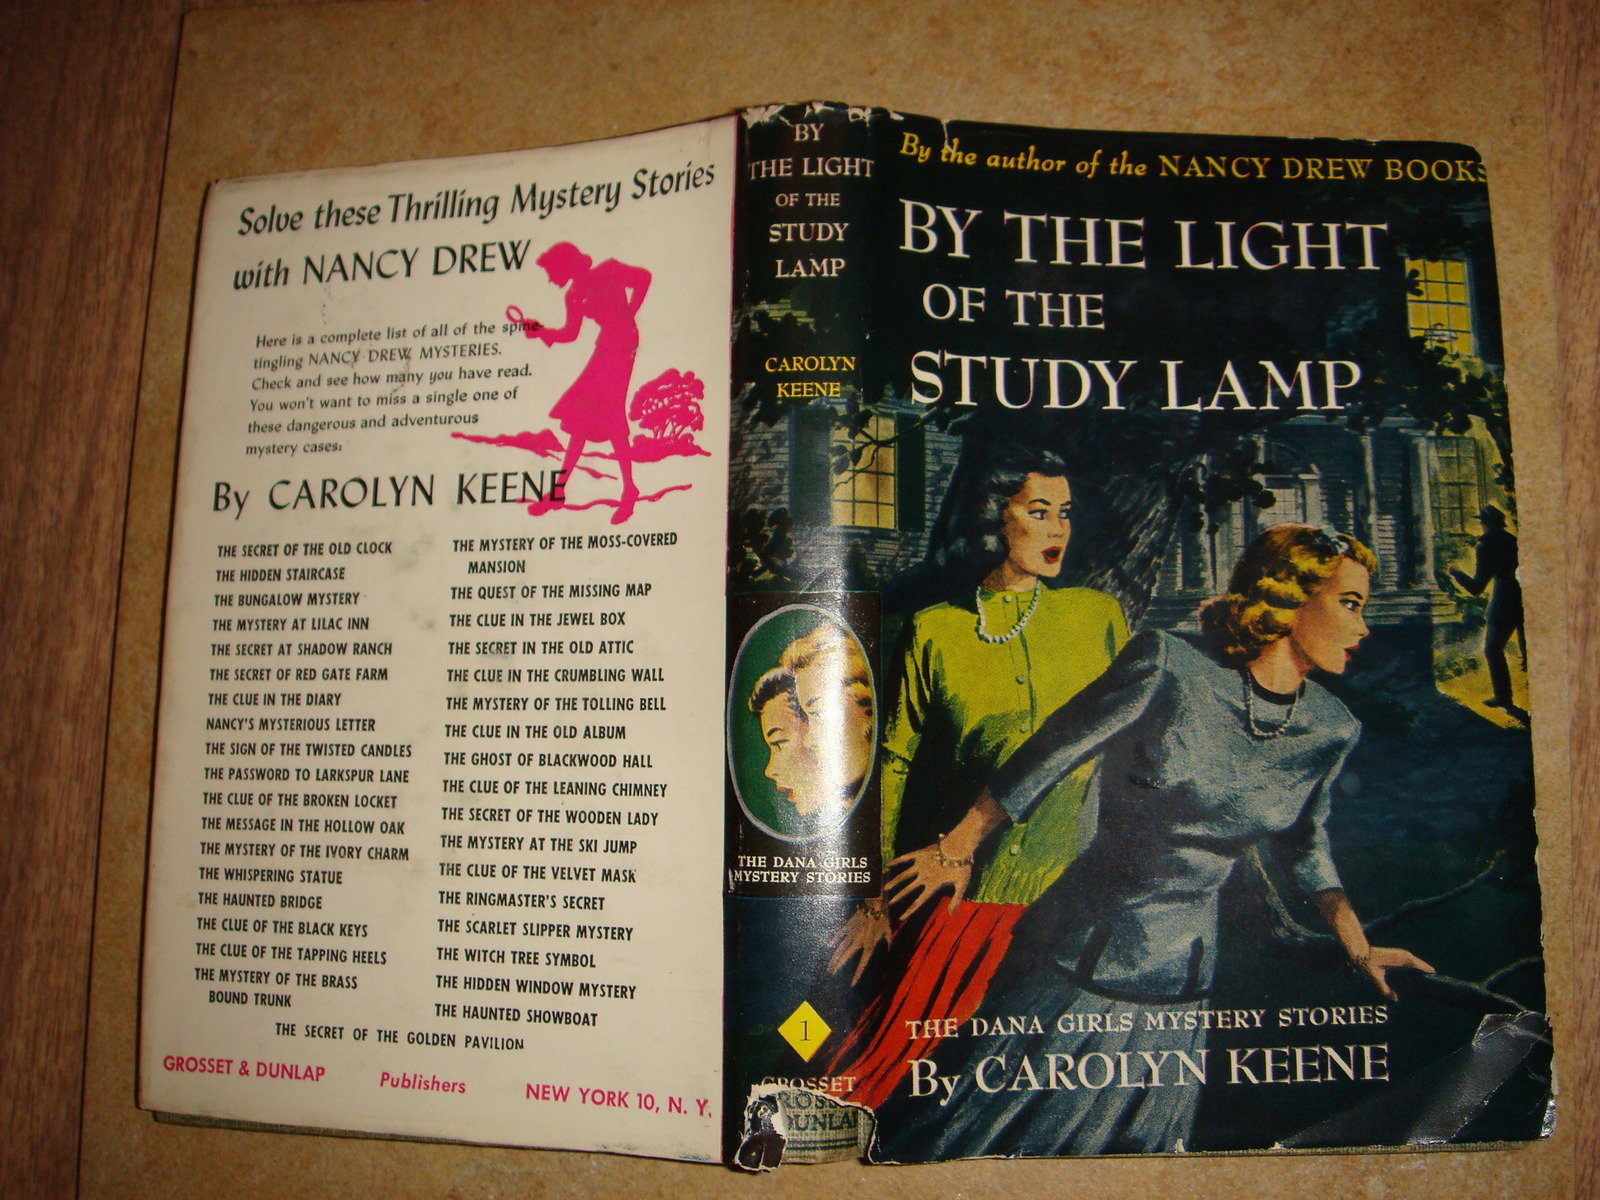 Solve these Thrilling Mystery Stories
with NANCY DREW
Here is a complete list of all of the spine-
tingling NANCY DREW MYSTERIES.
Check and see how many you have read.
You won't want to miss a single one of
these dangerous and adventurous
mystery cases:
By CAROLYN KEENE
THE SECRET OF THE OLD CLOCK
THE HIDDEN STAIRCASE
THE BUNGALOW MYSTERY
THE MYSTERY AT LILAC INN
THE SECRET AT SHADOW RANCH
THE SECRET OF RED GATE FARM
THE CLUE IN THE DIARY
NANCY'S MYSTERIOUS LETTER
THE SIGN OF THE TWISTED CANDLES
THE PASSWORD TO LARKSPUR LANE
THE CLUE OF THE BROKEN LOCKET
THE MESSAGE IN THE HOLLOW OAK
THE MYSTERY OF THE IVORY CHARM
THE WHISPERING STATUE
THE HAUNTED BRIDGE
THE CLUE OF THE BLACK KEYS
THE CLUE OF THE TAPPING HEELS
THE MYSTERY OF THE BRASS
BOUND TRUNK
THE MYSTERY OF THE MOSS-COVERED
MANSION
THE QUEST OF THE MISSING MAP
THE CLUE IN THE JEWEL BOX
THE SECRET IN THE OLD ATTIC
THE CLUE IN THE CRUMBLING WALL
THE MYSTERY OF THE TOLLING BELL
THE CLUE IN THE OLD ALBUM
THE GHOST OF BLACKWOOD HALL
THE CLUE OF THE LEANING CHIMNEY
THE SECRET OF THE WOODEN LADY
THE MYSTERY AT THE SKI JUMP
THE CLUE OF THE VELVET MASK
THE RINGMASTER'S SECRET
THE SCARLET SLIPPER MYSTERY
THE WITCH TREE SYMBOL
THE HIDDEN WINDOW MYSTERY
THE HAUNTED SHOWBOAT
THE SECRET OF THE GOLDEN PAVILION
GROSSET & DUNLAP Publishers NEW YORK 10, N. Y.
BY
THE LIGHT
OF THE
STUDY
LAMP
CAROLYN
KEENE
THE DANA GIRLS
MYSTERY STORIES
1
GROSSET
By the author of the NANCY DREW BOOKS
BY THE LIGHT
OF THE
STUDY LAMP
THE DANA GIRLS MYSTERY STORIES
By CAROLYN KEENE